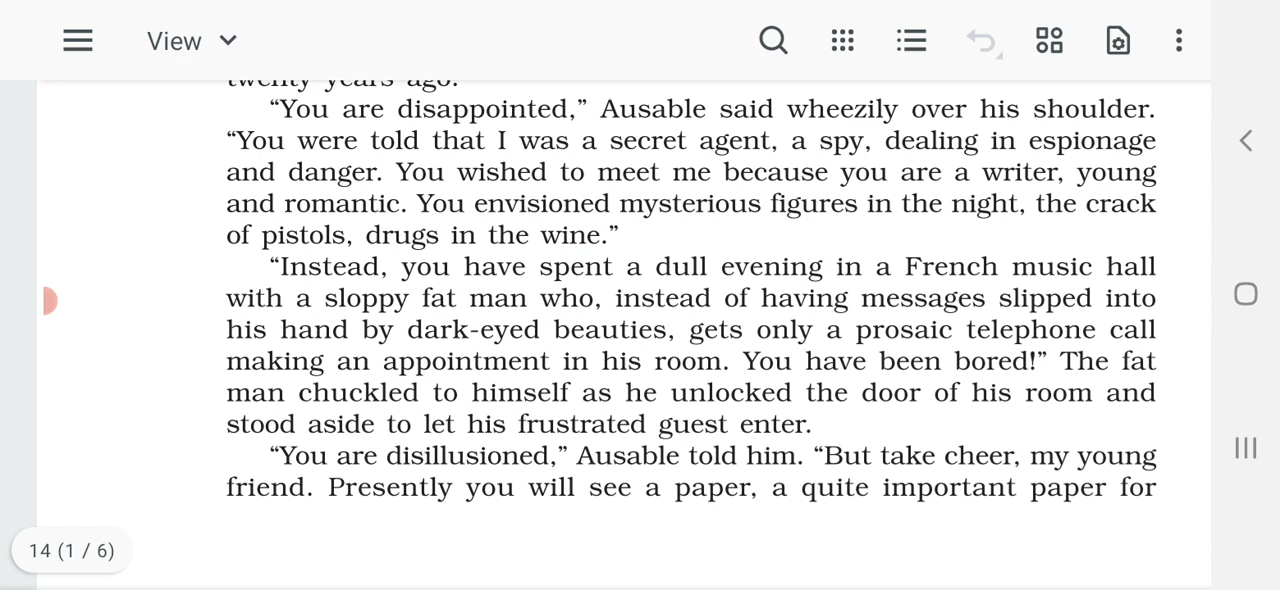 View
twenty years ago.
“You are disappointed,” Ausable said wheezily over his shoulder.
“You were told that I was a secret agent, a spy, dealing in espionage
and danger. You wished to meet me because you are a writer, young
and romantic. You envisioned mysterious figures in the night, the crack
of pistols, drugs in the wine.”
“Instead, you have spent a dull evening in a French music hall
with a sloppy fat man who, instead of having messages slipped into
his hand by dark-eyed beauties, gets only a prosaic telephone call
making an appointment in his room. You have been bored!” The fat
man chuckled to himself as he unlocked the door of his room and
stood aside to let his frustrated guest enter.
“You are disillusioned,” Ausable told him. “But take cheer, my young
friend. Presently you will see a paper, a quite important paper for
14 (1 / 6)